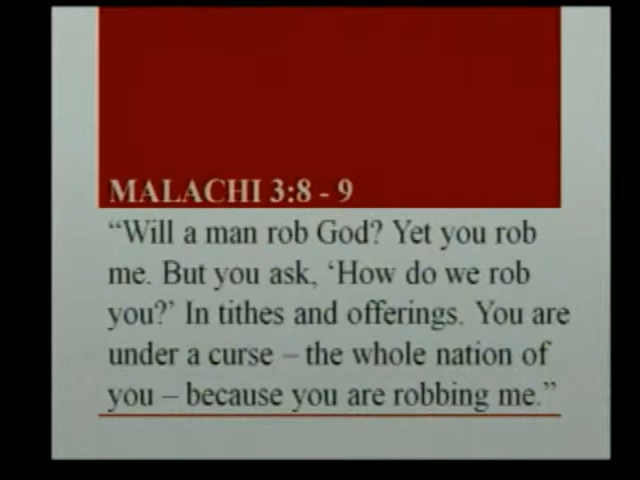 MALACHI 3:8 - 9
“Will a man rob God? Yet you rob
me. But you ask, ‘How do we rob
you?’ In tithes and offerings. You are
under a curse – the whole nation of
you – because you are robbing me.”